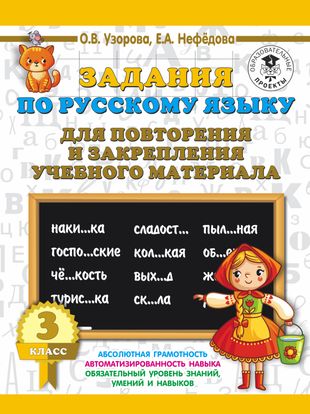 О.В. Узорова, Е.А. Нефёдова
ОБРАЗОВАТЕЛЬНЫЕ ПРОЕКТЫ
ЗАДАНИЯ
ПО РУССКОМУ ЯЗЫКУ
ДЛЯ ПОВТОРЕНИЯ
И ЗАКРЕПЛЕНИЯ
УЧЕБНОГО МАТЕРИАЛА
наки...ка сладост... пыл...ная
госпо...ские кол...кая об...
чё...кость вых...д
турис...ка ск...ла
3
КЛАСС
АБСОЛЮТНАЯ ГРАМОТНОСТЬ
АВТОМАТИЗИРОВАННОСТЬ НАВЫКА
ОБЯЗАТЕЛЬНЫЙ УРОВЕНЬ ЗНАНИЙ,
УМЕНИЙ И НАВЫКОВ